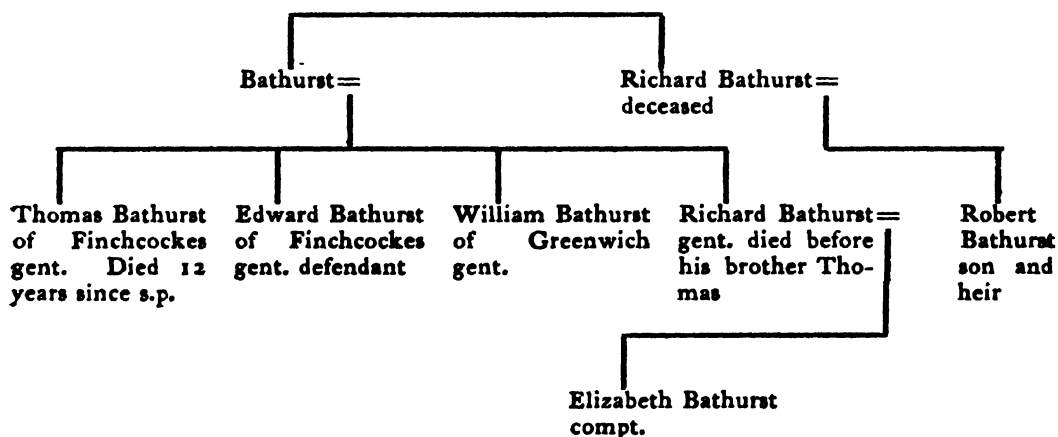 Bathurst=
Richard Bathurst=
deceased
Thomas Bathurst
of Finchcockes
gent. Died 12
years since s.p.
Edward Bathurst
of Finchcockes
gent. defendant
William Bathurst
of Greenwich
gent.
Richard Bathurst=
gent. died before
his brother Tho-
mas
Robert
Bathurst
son and
heir
Elizabeth Bathurst
compt.